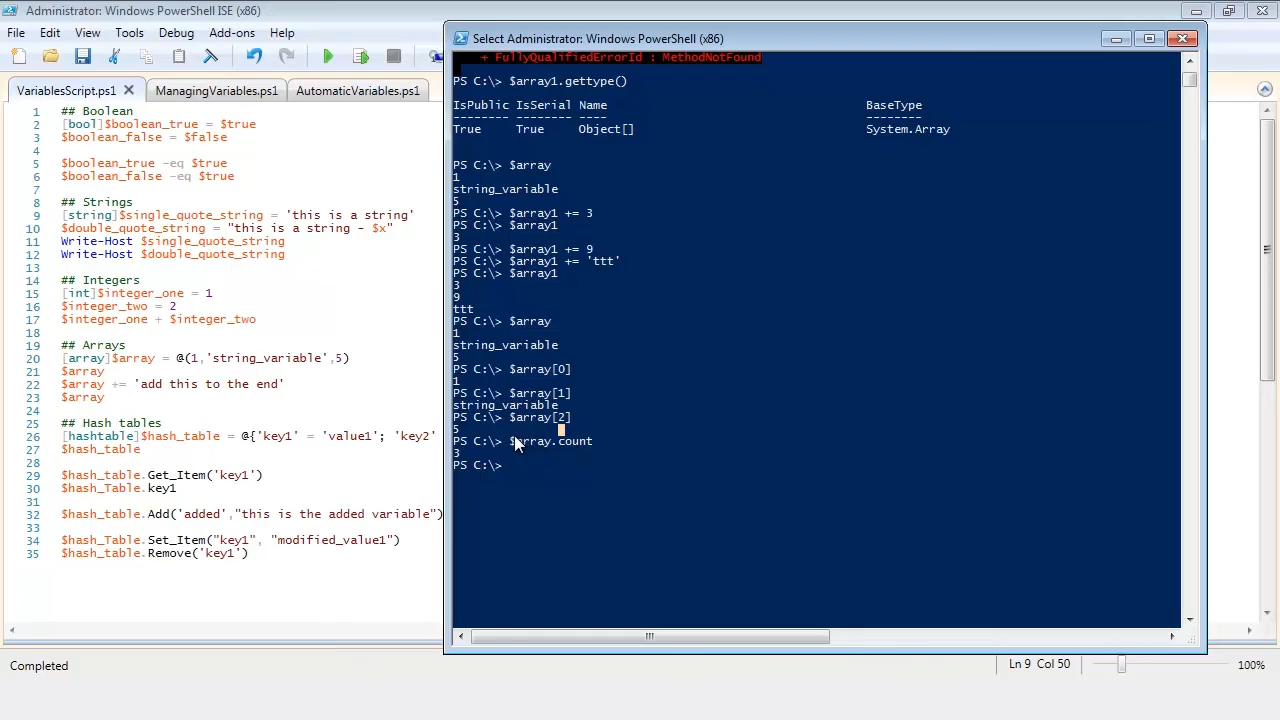 Administrator: Windows PowerShell ISE (x86)
File Edit View Tools Debug Add-ons Help
VariablesScript.ps1 ManagingVariables.ps1 AutomaticVariables.ps1
1 ## Boolean
2 [bool]$boolean_true = $true
3 $boolean_false = $false
4
5 $boolean_true -eq $true
6 $boolean_false -eq $true
7
8 ## Strings
9 [string]$single_quote_string = 'this is a string'
10 $double_quote_string = "this is a string - $x"
11 Write-Host $single_quote_string
12 Write-Host $double_quote_string
13
14 ## Integers
15 [int]$integer_one = 1
16 $integer_two = 2
17 $integer_one + $integer_two
18
19 ## Arrays
20 [array]$array = @(1,'string_variable',5)
21 $array
22 $array += 'add this to the end'
23 $array
24
25 ## Hash tables
26 [hashtable]$hash_table = @{'key1' = 'value1'; 'key2'
27 $hash_table
28
29 $hash_table.Get_Item('key1')
30 $hash_table.key1
31
32 $hash_table.Add('added',"this is the added variable")
33
34 $hash_Table.Set_Item("key1", "modified_value1")
35 $hash_table.Remove('key1')
Select Administrator: Windows PowerShell (x86)
+ FullyQualifiedErrorId : MethodNotFound
PS C:\> $array1.gettype()
IsPublic IsSerial Name BaseType
-------- -------- ---- --------
True True Object[] System.Array
PS C:\> $array
1
string_variable
5
PS C:\> $array1 += 3
PS C:\> $array1
3
PS C:\> $array1 += 9
PS C:\> $array1 += 'ttt'
PS C:\> $array1
3
9
ttt
PS C:\> $array
1
string_variable
5
PS C:\> $array[0]
1
PS C:\> $array[1]
string_variable
PS C:\> $array[2]
5
PS C:\> $array.count
3
PS C:\>
Completed
Ln 9 Col 50
100%